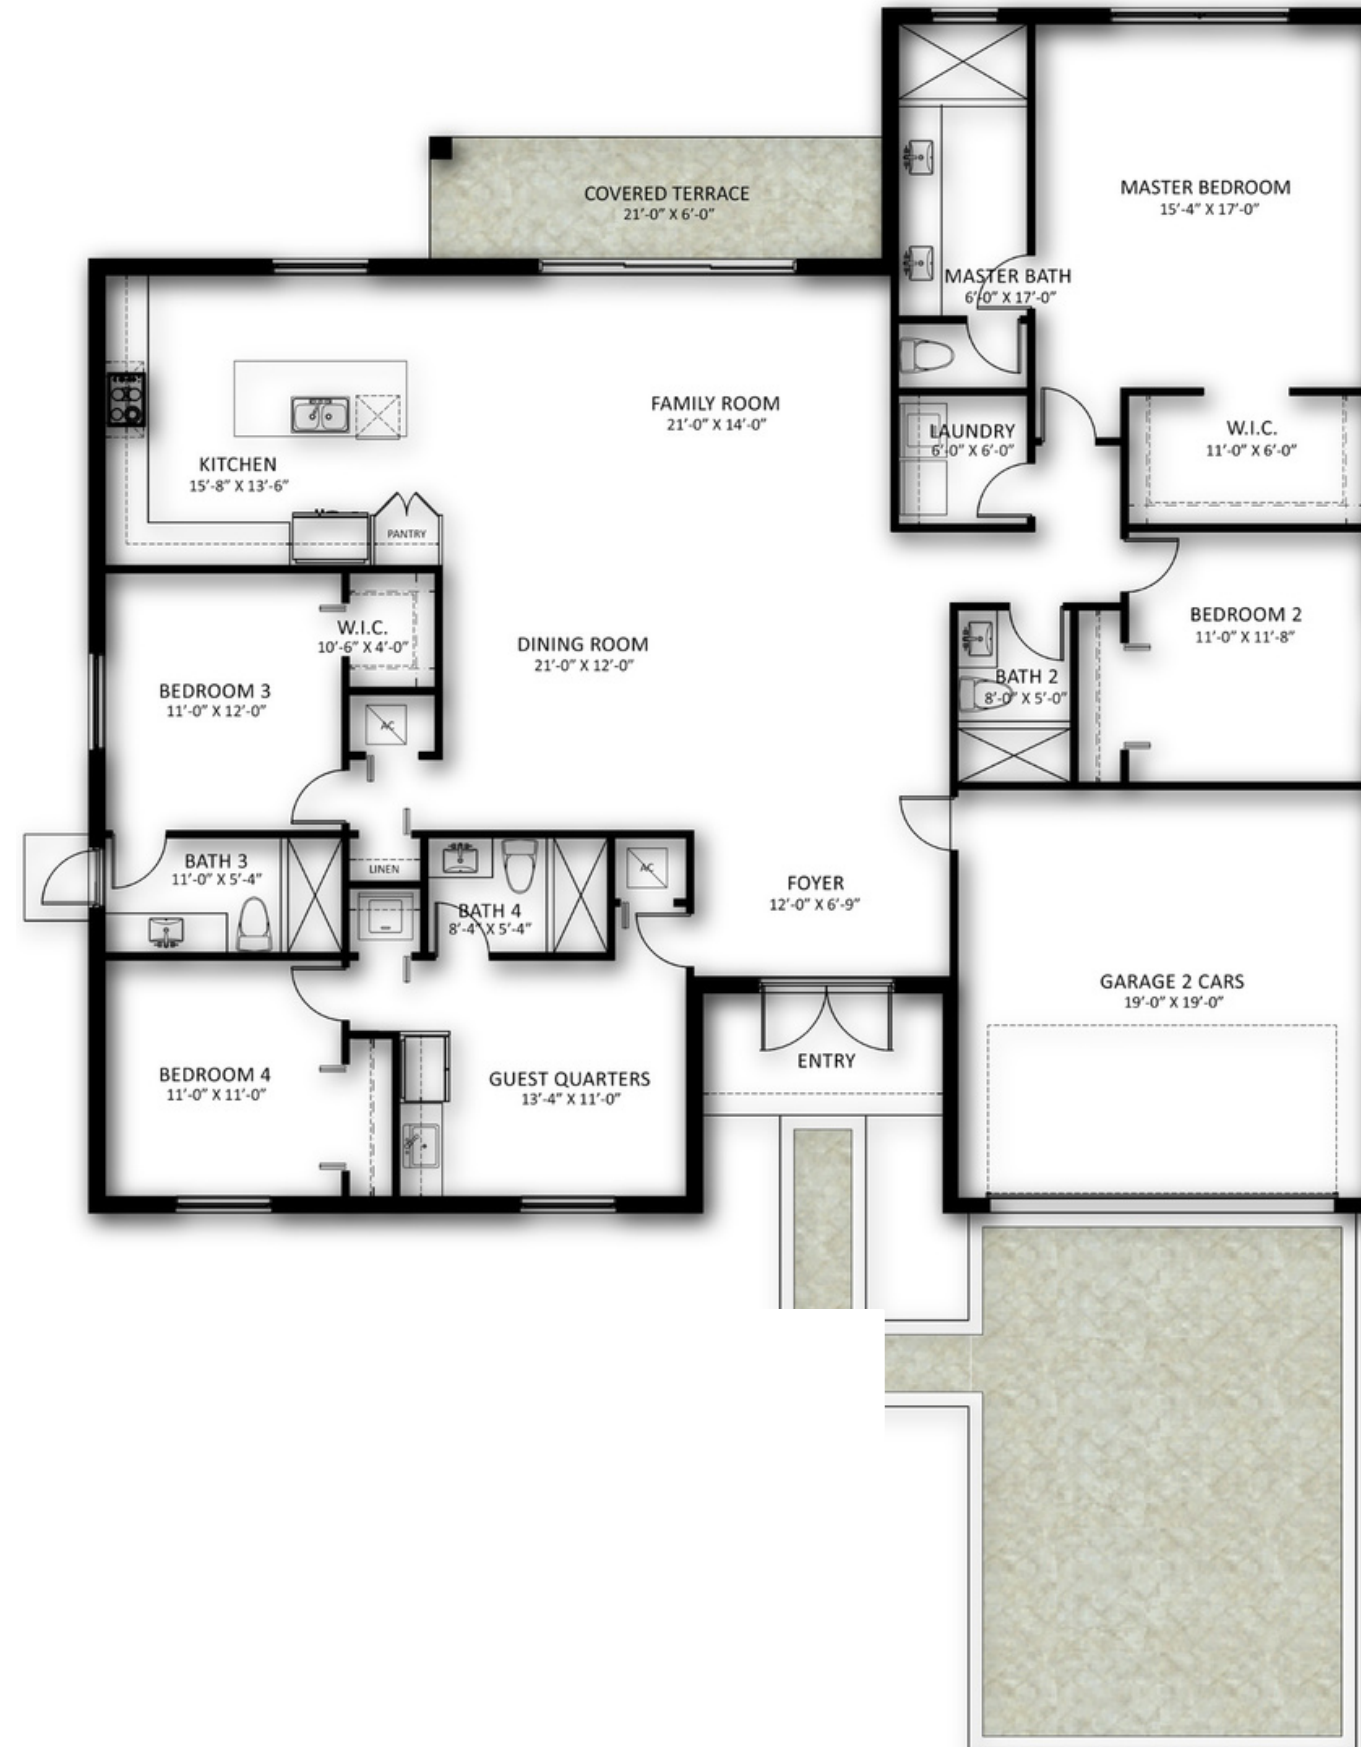 MASTER BEDROOM
15'-4" X 17'-0"
COVERED TERRACE
21'-0" X 6'-0"
MASTER BATH
6'-0" X 17'-0"
FAMILY ROOM
21'-0" X 14'-0"
LAUNDRY
6'-0" X 6'-0"
W.I.C.
11'-0" X 6'-0"
KITCHEN
15'-8" X 13'-6"
PANTRY
W.I.C.
10'-6" X 4'-0"
DINING ROOM
21'-0" X 12'-0"
BEDROOM 2
11'-0" X 11'-8"
BEDROOM 3
11'-0" X 12'-0"
BATH 2
8'-0" X 5'-0"
AC
BATH 3
11'-0" X 5'-4"
LINEN
AC
FOYER
12'-0" X 6'-9"
BATH 4
8'-4" X 5'-4"
GARAGE 2 CARS
19'-0" X 19'-0"
ENTRY
BEDROOM 4
11'-0" X 11'-0"
GUEST QUARTERS
13'-4" X 11'-0"